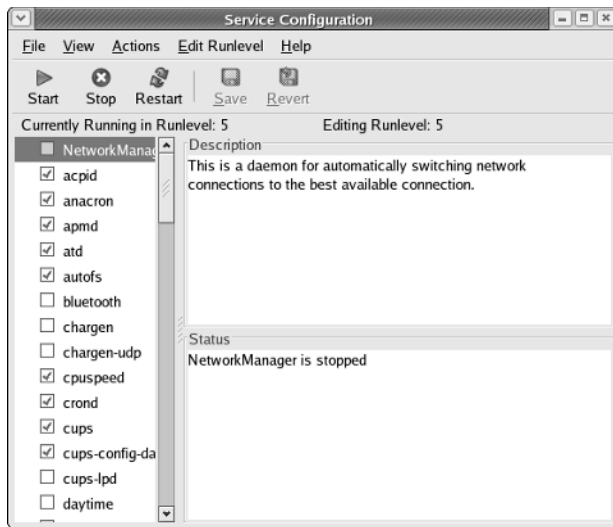 Service Configuration
File View Actions Edit Runlevel Help
Start Stop Restart Save Revert
Currently Running in Runlevel: 5 Editing Runlevel: 5
NetworkManag
acpid
anacron
apmd
atd
autofs
bluetooth
chargen
chargen-udp
cpuspeed
crond
cups
cups-config-da
cups-lpd
daytime
Description
This is a daemon for automatically switching network
connections to the best available connection.
Status
NetworkManager is stopped